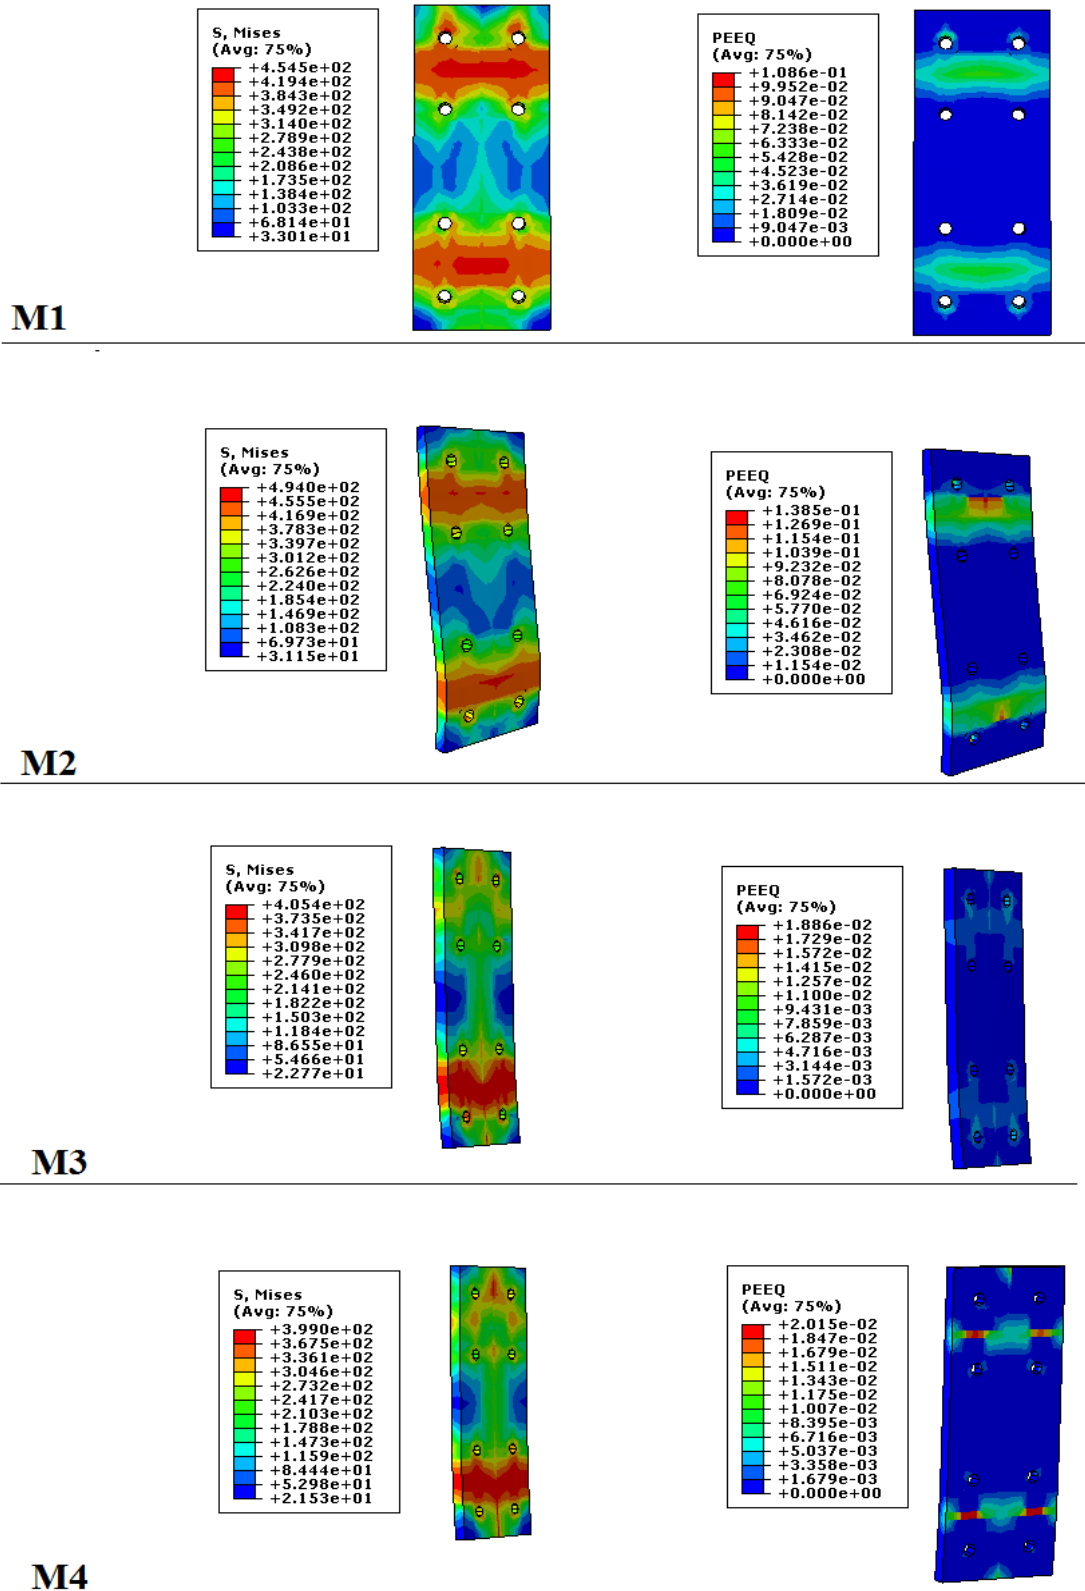 S, Mises
(Avg: 75%)
+4.545e+02
+4.194e+02
+3.843e+02
+3.492e+02
+3.140e+02
+2.789e+02
+2.438e+02
+2.086e+02
+1.735e+02
+1.384e+02
+1.033e+02
+6.814e+01
+3.301e+01
PEEQ
(Avg: 75%)
+1.086e-01
+9.952e-02
+9.047e-02
+8.142e-02
+7.238e-02
+6.333e-02
+5.428e-02
+4.523e-02
+3.619e-02
+2.714e-02
+1.809e-02
+9.047e-03
+0.000e+00
M1
S, Mises
(Avg: 75%)
+4.940e+02
+4.555e+02
+4.169e+02
+3.783e+02
+3.397e+02
+3.012e+02
+2.626e+02
+2.240e+02
+1.854e+02
+1.469e+02
+1.083e+02
+6.973e+01
+3.115e+01
PEEQ
(Avg: 75%)
+1.385e-01
+1.269e-01
+1.154e-01
+1.039e-01
+9.232e-02
+8.078e-02
+6.924e-02
+5.770e-02
+4.616e-02
+3.462e-02
+2.308e-02
+1.154e-02
+0.000e+00
M2
S, Mises
(Avg: 75%)
+4.054e+02
+3.735e+02
+3.417e+02
+3.098e+02
+2.779e+02
+2.460e+02
+2.141e+02
+1.822e+02
+1.503e+02
+1.184e+02
+8.655e+01
+5.466e+01
+2.277e+01
PEEQ
(Avg: 75%)
+1.886e-02
+1.729e-02
+1.572e-02
+1.415e-02
+1.257e-02
+1.100e-02
+9.431e-03
+7.859e-03
+6.287e-03
+4.716e-03
+3.144e-03
+1.572e-03
+0.000e+00
M3
S, Mises
(Avg: 75%)
+3.990e+02
+3.675e+02
+3.361e+02
+3.046e+02
+2.732e+02
+2.417e+02
+2.103e+02
+1.788e+02
+1.473e+02
+1.159e+02
+8.444e+01
+5.298e+01
+2.153e+01
PEEQ
(Avg: 75%)
+2.015e-02
+1.847e-02
+1.679e-02
+1.511e-02
+1.343e-02
+1.175e-02
+1.007e-02
+8.395e-03
+6.716e-03
+5.037e-03
+3.358e-03
+1.679e-03
+0.000e+00
M4